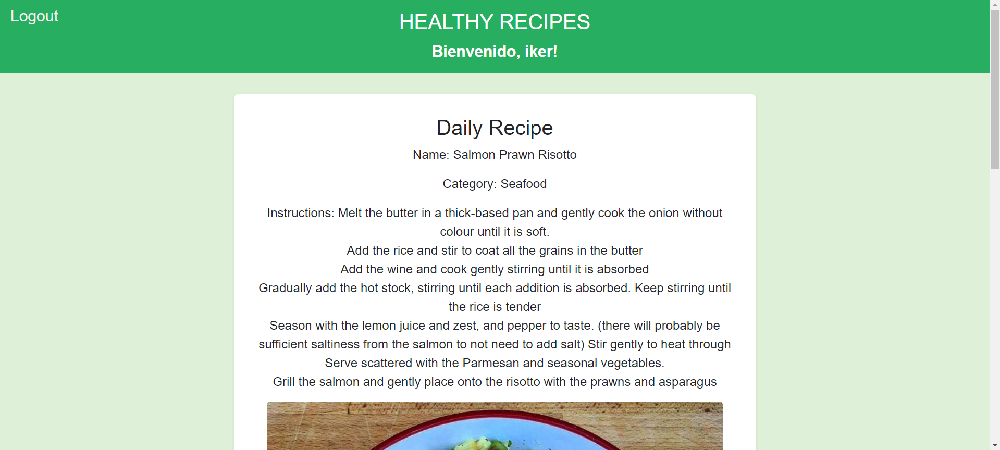 Logout
HEALTHY RECIPES
Bienvenido, iker!
Daily Recipe
Name: Salmon Prawn Risotto
Category: Seafood
Instructions: Melt the butter in a thick-based pan and gently cook the onion without
colour until it is soft.
Add the rice and stir to coat all the grains in the butter
Add the wine and cook gently stirring until it is absorbed
Gradually add the hot stock, stirring until each addition is absorbed. Keep stirring until
the rice is tender
Season with the lemon juice and zest, and pepper to taste. (there will probably be
sufficient saltiness from the salmon to not need to add salt) Stir gently to heat through
Serve scattered with the Parmesan and seasonal vegetables.
Grill the salmon and gently place onto the risotto with the prawns and asparagus